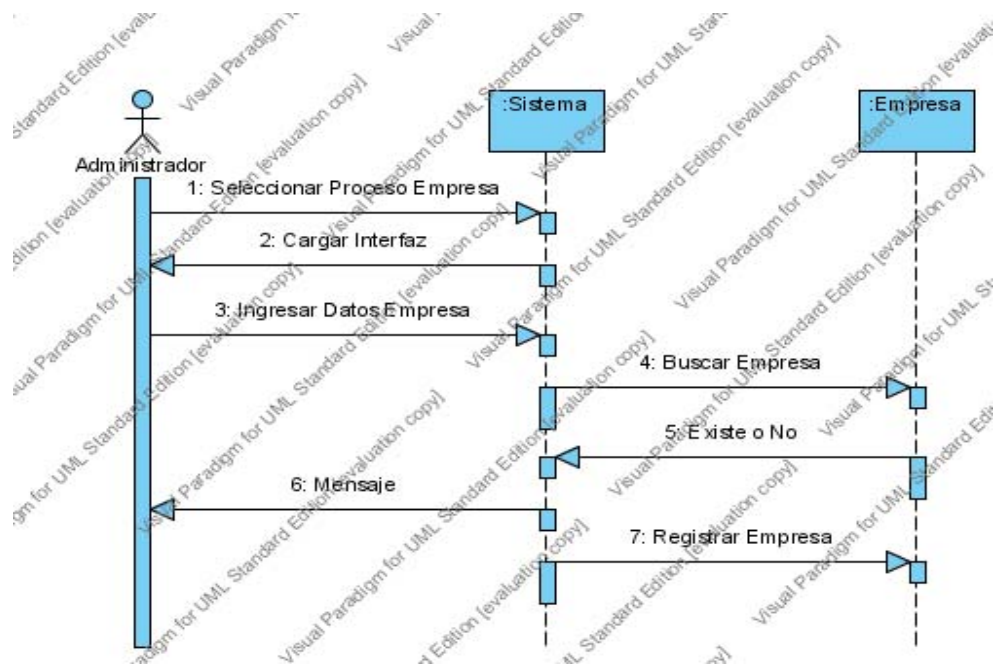 :Sistema
:Empresa
Administrador
1: Seleccionar Proceso Empresa
2: Cargar Interfaz
3: Ingresar Datos Empresa
4: Buscar Empresa
5: Existe o No
6: Mensaje
7: Registrar Empresa
Visual Paradigm for UML Standard Edition [evaluation copy]